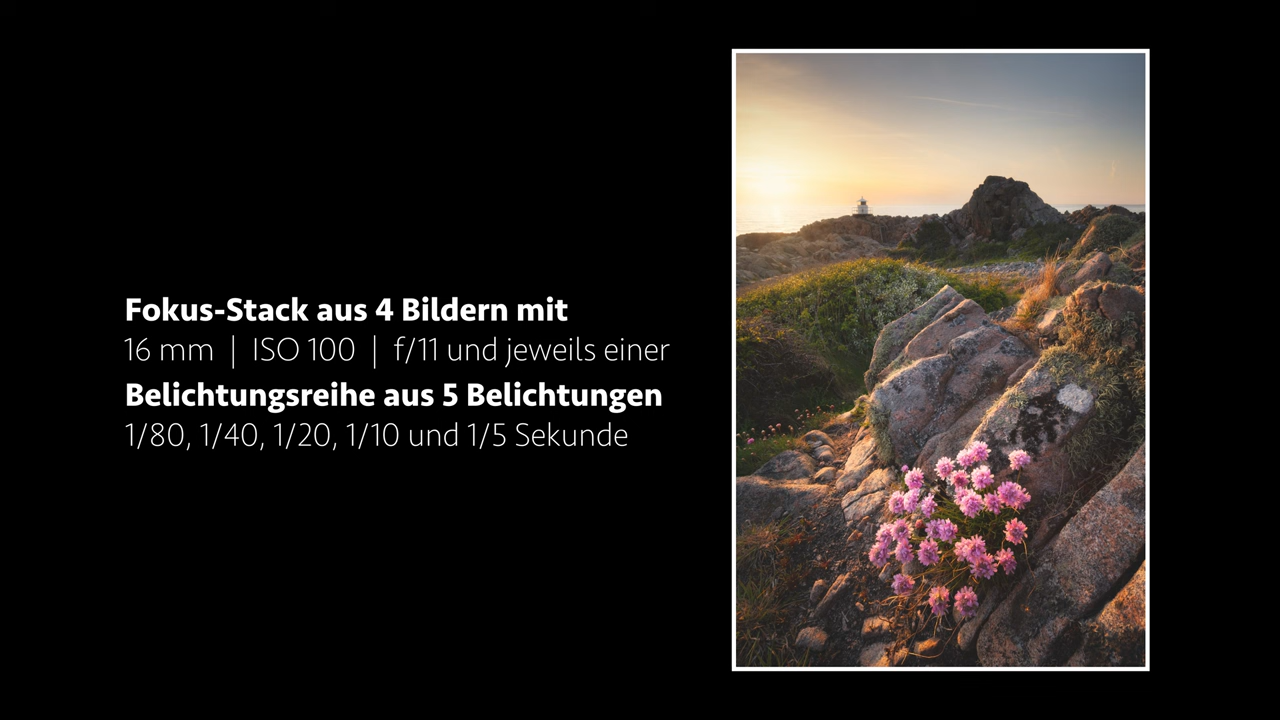 Fokus-Stack aus 4 Bildern mit
16 mm | ISO 100 | f/11 und jeweils einer
Belichtungsreihe aus 5 Belichtungen
1/80, 1/40, 1/20, 1/10 und 1/5 Sekunde